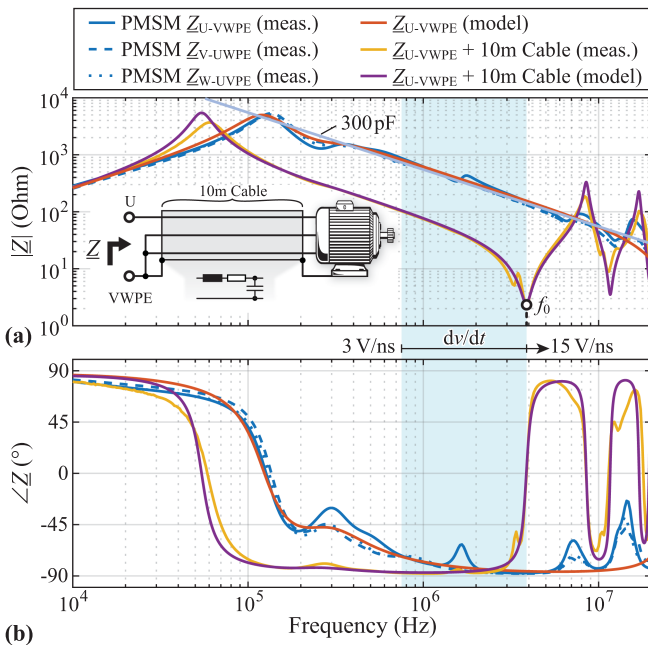 PMSM Z_U-VWPE (meas.)
PMSM Z_V-UWPE (meas.)
PMSM Z_W-UVPE (meas.)
Z_U-VWPE (model)
Z_U-VWPE + 10m Cable (meas.)
Z_U-VWPE + 10m Cable (model)
10^4
10^3
10^2
10^1
10^0
|Z| (Ohm)
300 pF
10m Cable
U
Z
VWPE
f_0
(a)
3 V/ns
dv/dt
15 V/ns
90
45
0
-45
-90
∠Z (°)
10^4
10^5
10^6
10^7
Frequency (Hz)
(b)